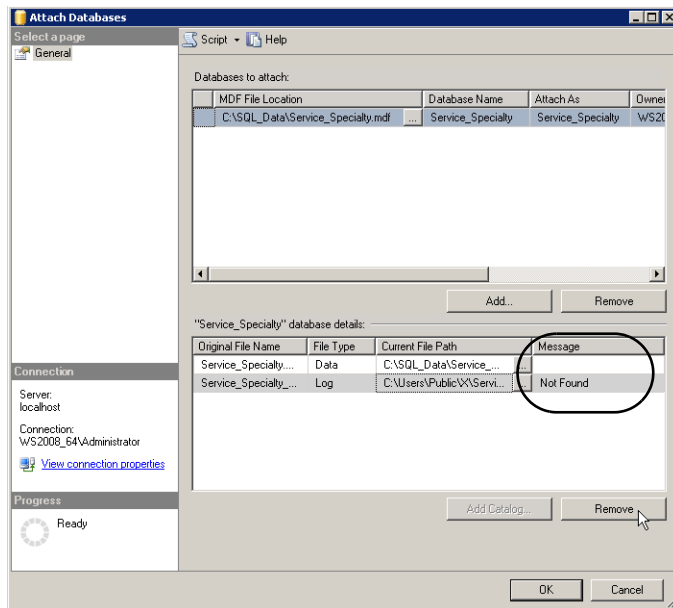 Attach Databases
Select a page
General
Script Help
Databases to attach:
MDF File Location Database Name Attach As Owner
C:\SQL_Data\Service_Specialty.mdf ... Service_Specialty Service_Specialty WS20
Add... Remove
"Service_Specialty" database details:
Original File Name File Type Current File Path Message
Service_Specialty.... Data C:\SQL_Data\Service_... ...
Service_Specialty_... Log C:\Users\Public\X\Servi... ... Not Found
Connection
Server:
localhost
Connection:
WS2008_64\Administrator
View connection properties
Progress
Ready
Add Catalog... Remove
OK Cancel